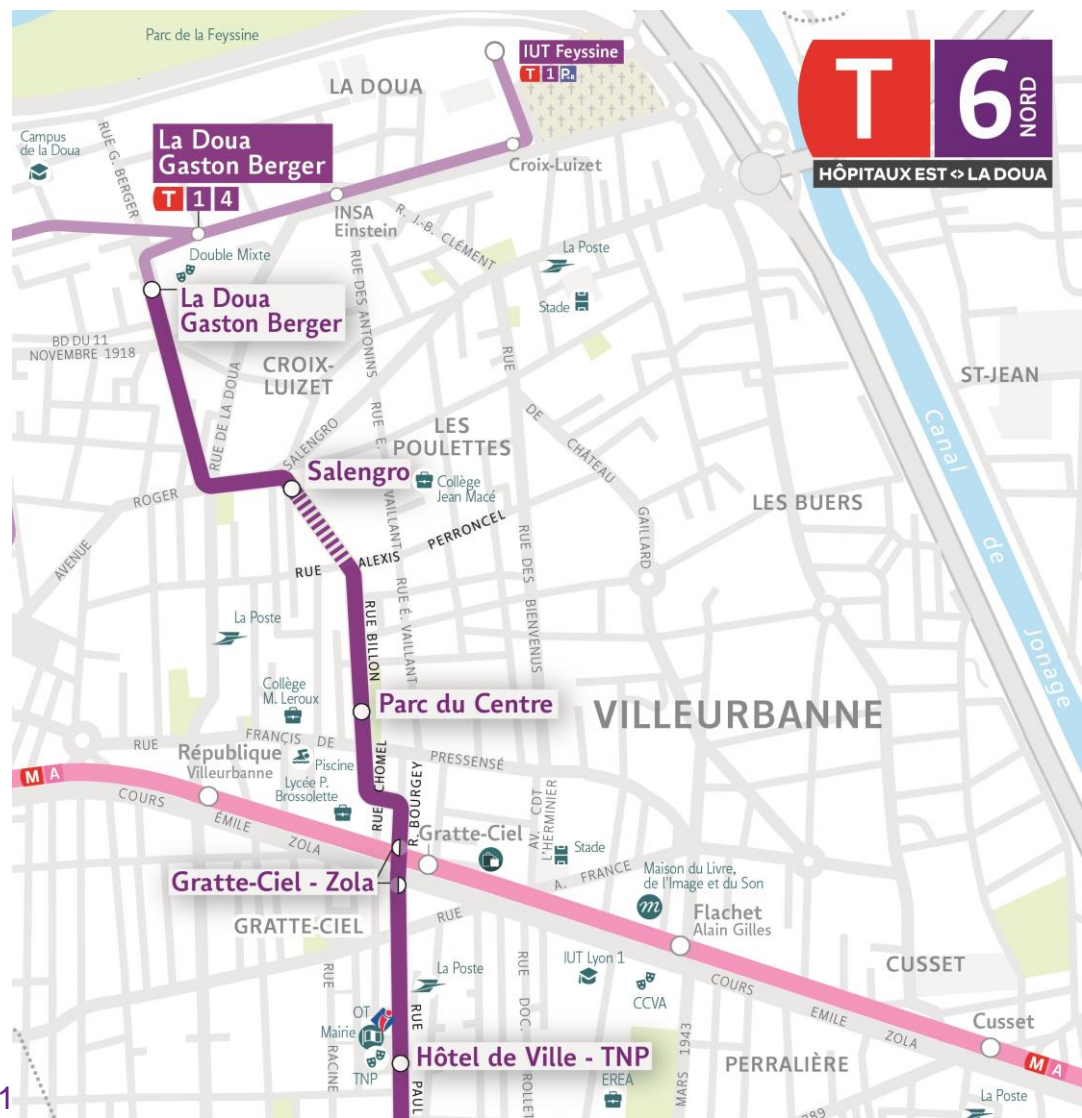 Parc de la Feyssine
IUT Feyssine
T 1 P+R
LA DOUA
T 6 NORD
HÔPITAUX EST <> LA DOUA
Campus
de la Doua
RUE G. BERGER
La Doua
Gaston Berger
T 1 4
Croix-Luizet
INSA
Einstein
R. J.-B. CLÉMENT
Double Mixte
La Poste
Stade
La Doua
Gaston Berger
RUE DES ANTONINS
BD DU 11
NOVEMBRE 1918
CROIX-
LUIZET
RUE
DE
CHÂTEAU
GAILLARD
ST-JEAN
Canal de Jonage
RUE DE LA DOUA
RUE E. VAILLANT
LES
POULETTES
SALENGRO
Salengro
Collège
Jean Macé
ROGER
AVENUE
LES BUERS
RUE ALEXIS PERRONCEL
RUE DES BIENVENUS
RUE É. VAILLANT
RUE BILLON
La Poste
Collège
M. Leroux
Parc du Centre
VILLEURBANNE
RUE FRANÇIS DE PRESSENSÉ
République
Villeurbanne
Piscine
Lycée P.
Brossolette
RUE CHOMEL
R. BOURGEY
M A
COURS ÉMILE ZOLA
Gratte-Ciel
AV. CDT
L'HERMINIER
Stade
A. FRANCE
RUE
Maison du Livre,
de l'Image et du Son
m
Gratte-Ciel - Zola
GRATTE-CIEL
Flachet
Alain Gilles
IUT Lyon 1
CCVA
La Poste
CUSSET
COURS EMILE ZOLA
Cusset
M A
RUE RACINE
OT
Mairie
TNP
RUE PAUL
Hôtel de Ville - TNP
RUE DOC. ROLLET
EREA
MARS 1943
PERRALIÈRE
La Poste
1789
1